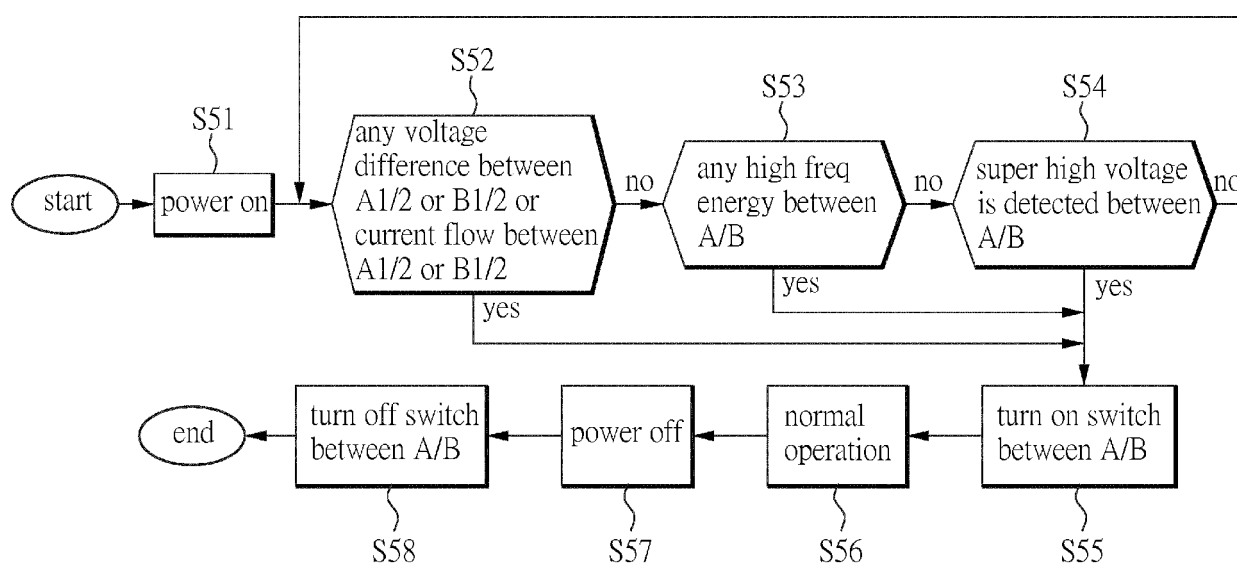 S51
S52
S53
S54
start
power on
any voltage
difference between
A1/2 or B1/2 or
current flow between
A1/2 or B1/2
no
any high freq
energy between
A/B
no
super high voltage
is detected between
A/B
no
yes
yes
yes
end
turn off switch
between A/B
power off
normal
operation
turn on switch
between A/B
S58
S57
S56
S55